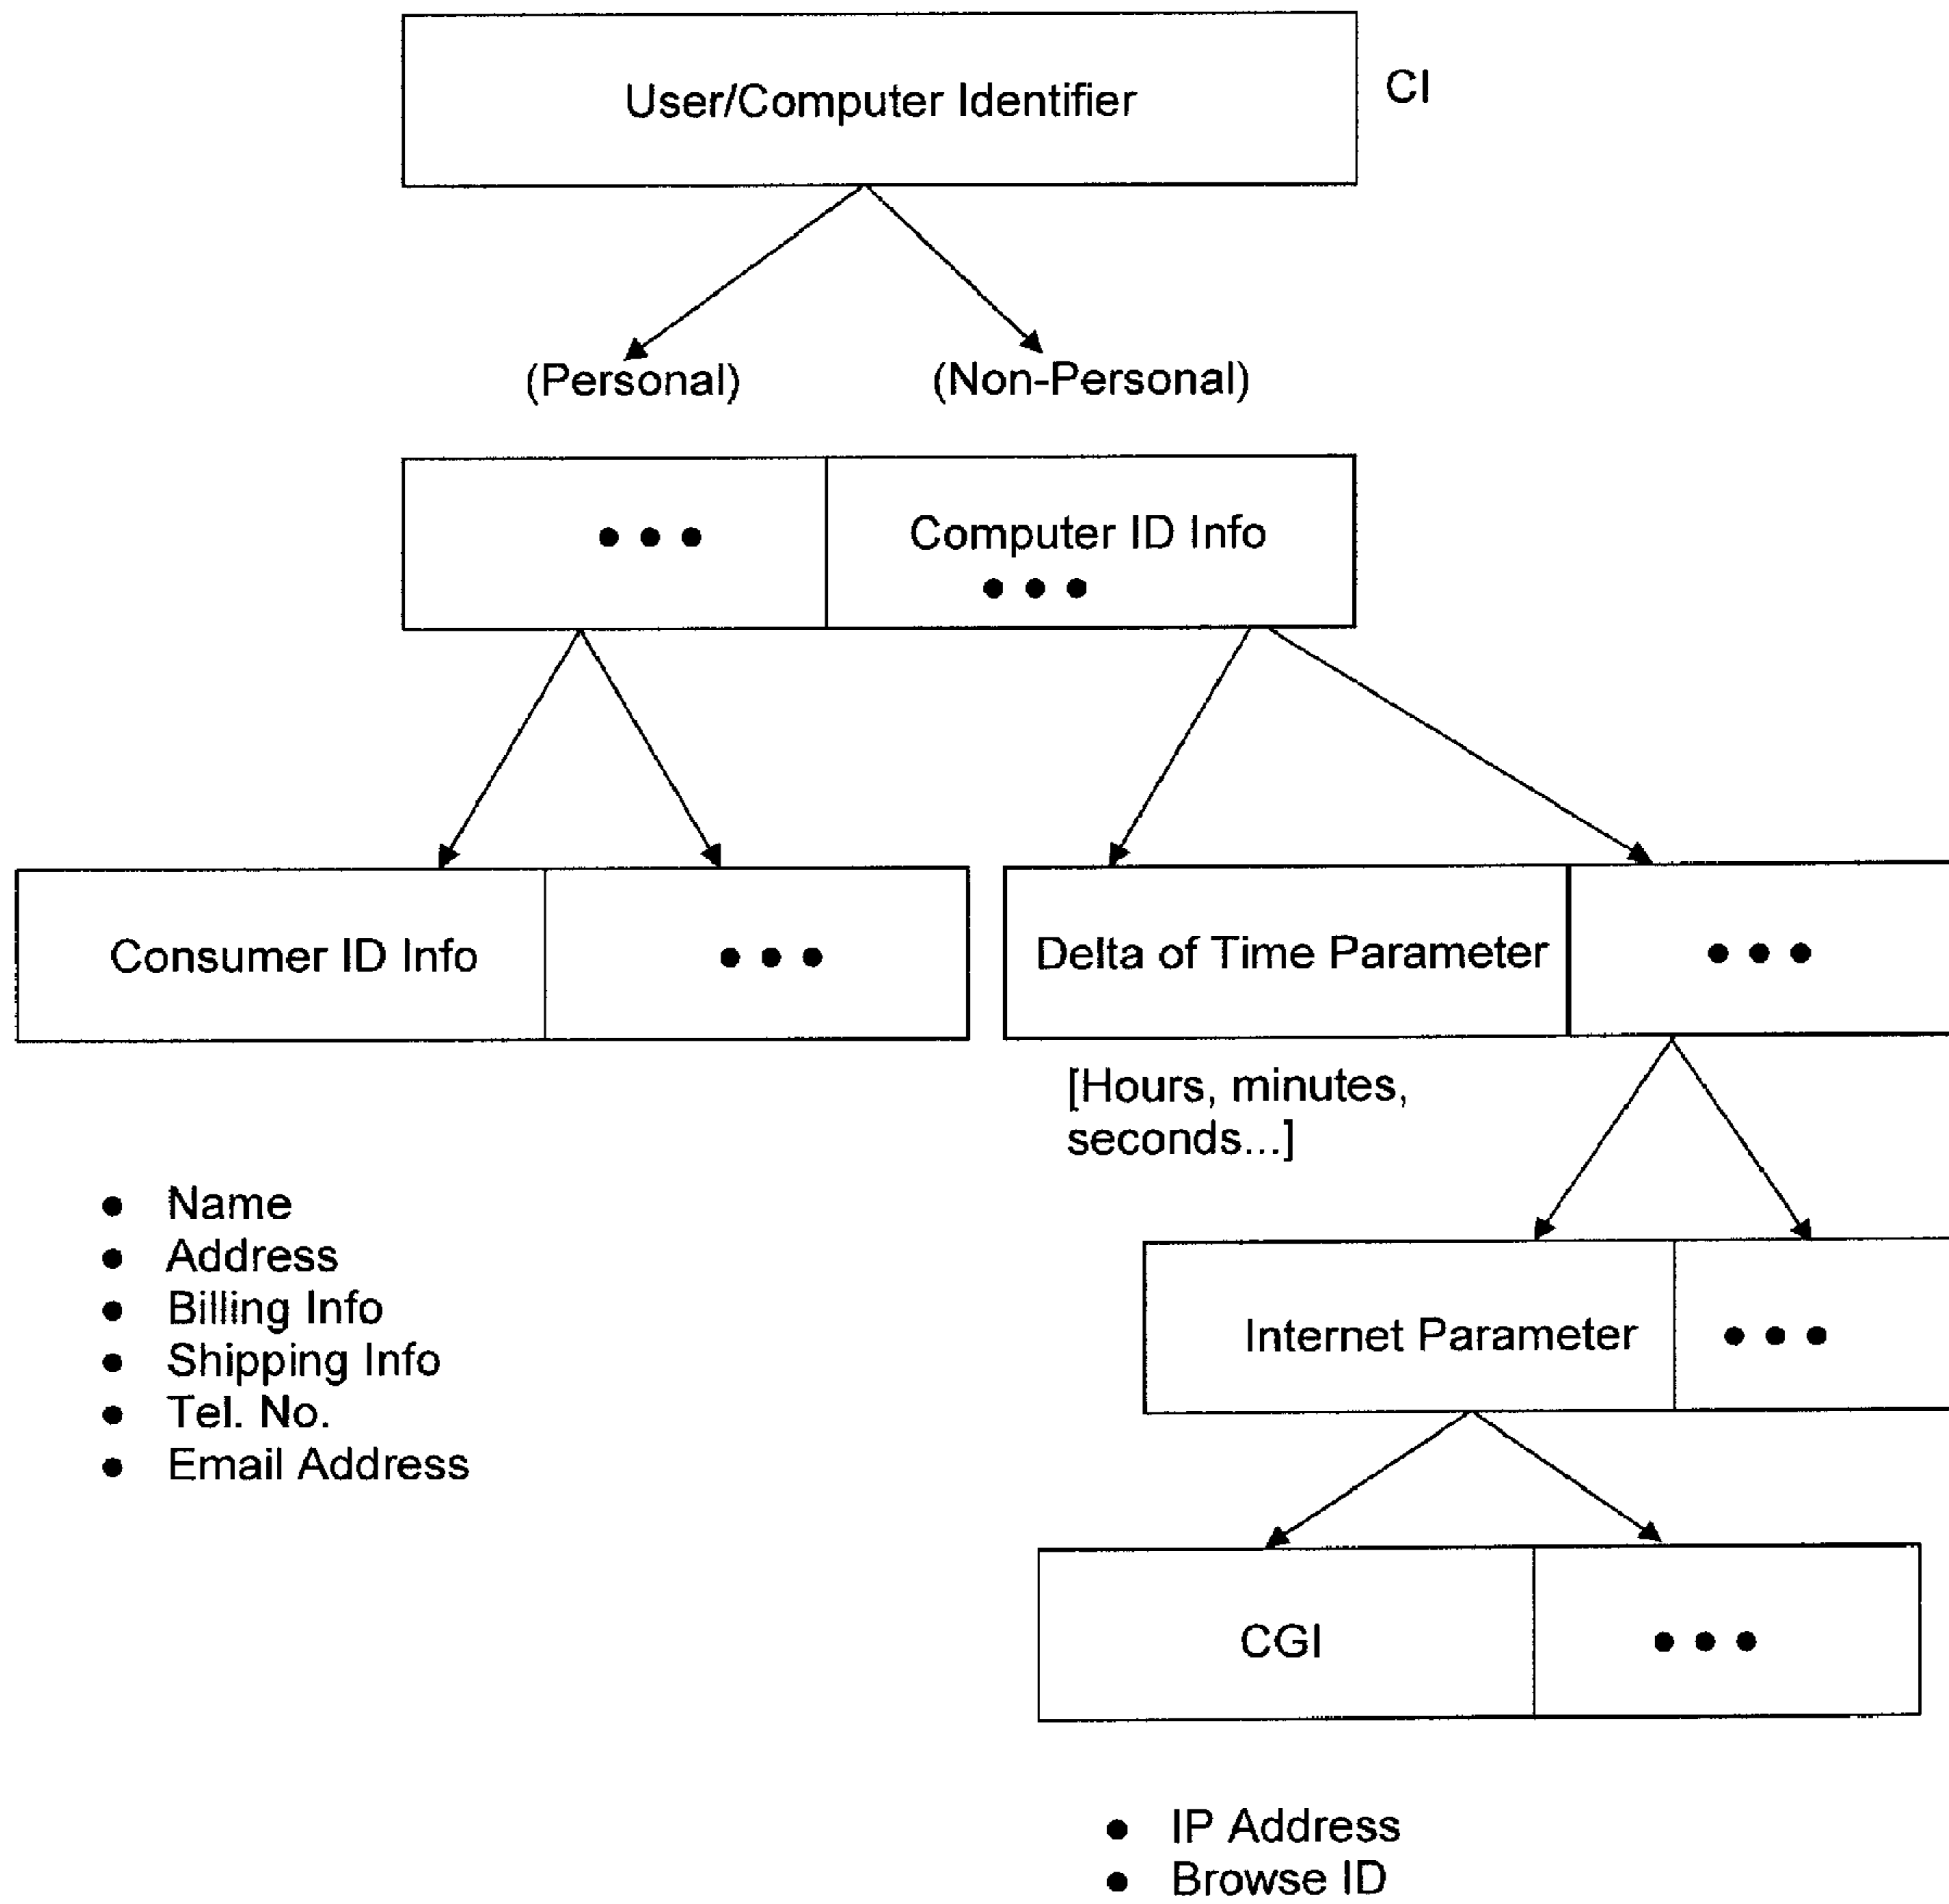 User/Computer Identifier
CI
(Personal)
(Non-Personal)
• • •
Computer ID Info
• • •
Consumer ID Info
• • •
Delta of Time Parameter
• • •
[Hours, minutes,
seconds...]
• Name
• Address
• Billing Info
• Shipping Info
• Tel. No.
• Email Address
Internet Parameter
• • •
CGI
• • •
• IP Address
• Browse ID